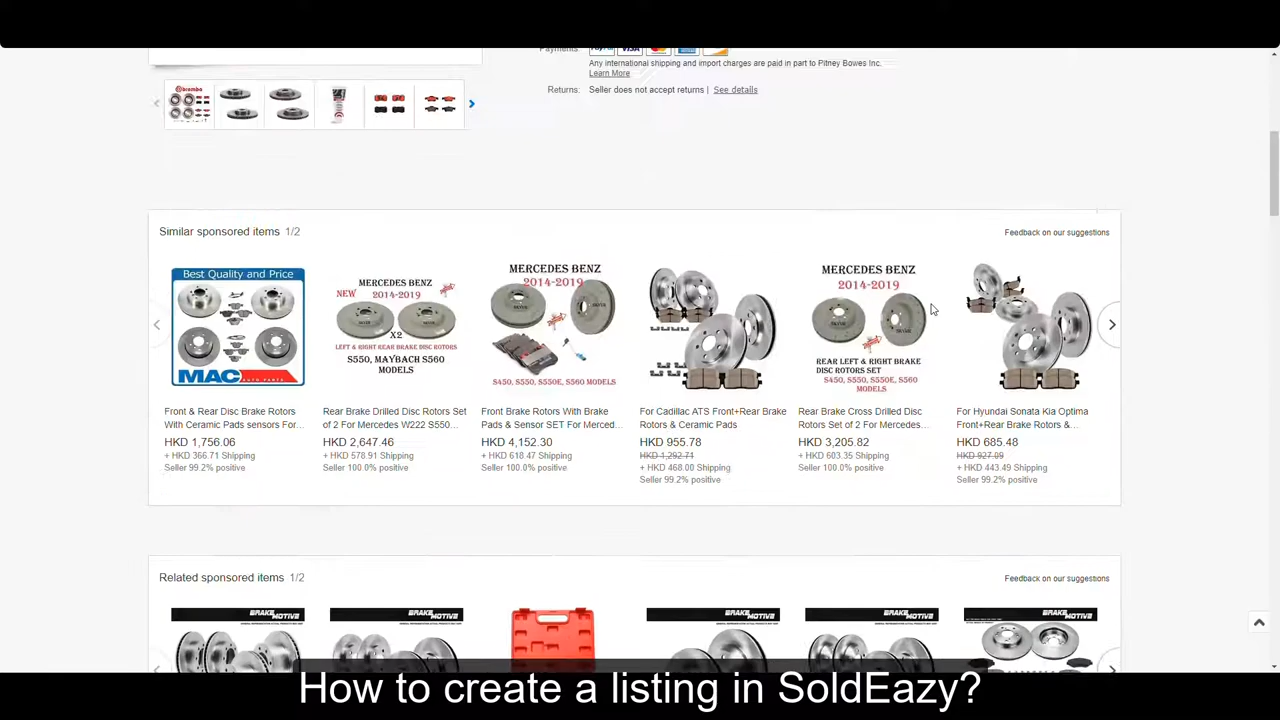 Payments:
PayPal VISA
Any international shipping and import charges are paid in part to Pitney Bowes Inc.
Learn More
Returns: Seller does not accept returns | See details
brembo
Similar sponsored items 1/2
Feedback on our suggestions
Best Quality and Price
MAC AUTO PARTS
MERCEDES BENZ
NEW 2014-2019
X2
LEFT & RIGHT REAR BRAKE DISC ROTORS
S550, MAYBACH S560
MODELS
MERCEDES BENZ
2014-2019
S450, S550, S550E, S560 MODELS
MERCEDES BENZ
2014-2019
REAR LEFT & RIGHT BRAKE
DISC ROTORS SET
S450, S550, S550E, S560
MODELS
Front & Rear Disc Brake Rotors
With Ceramic Pads sensors For...
HKD 1,756.06
+ HKD 366.71 Shipping
Seller 99.2% positive
Rear Brake Drilled Disc Rotors Set
of 2 For Mercedes W222 S550...
HKD 2,647.46
+ HKD 578.91 Shipping
Seller 100.0% positive
Front Brake Rotors With Brake
Pads & Sensor SET For Merced...
HKD 4,152.30
+ HKD 618.47 Shipping
Seller 100.0% positive
For Cadillac ATS Front+Rear Brake
Rotors & Ceramic Pads
HKD 955.78
HKD 1,292.71
+ HKD 468.00 Shipping
Seller 99.2% positive
Rear Brake Cross Drilled Disc
Rotors Set of 2 For Mercedes...
HKD 3,205.82
+ HKD 603.35 Shipping
Seller 100.0% positive
For Hyundai Sonata Kia Optima
Front+Rear Brake Rotors &...
HKD 685.48
HKD 927.09
+ HKD 443.49 Shipping
Seller 99.2% positive
Related sponsored items 1/2
Feedback on our suggestions
BRAKEMOTIVE
BRAKEMOTIVE
BRAKEMOTIVE
BRAKEMOTIVE
BRAKEMOTIVE
How to create a listing in SoldEazy?